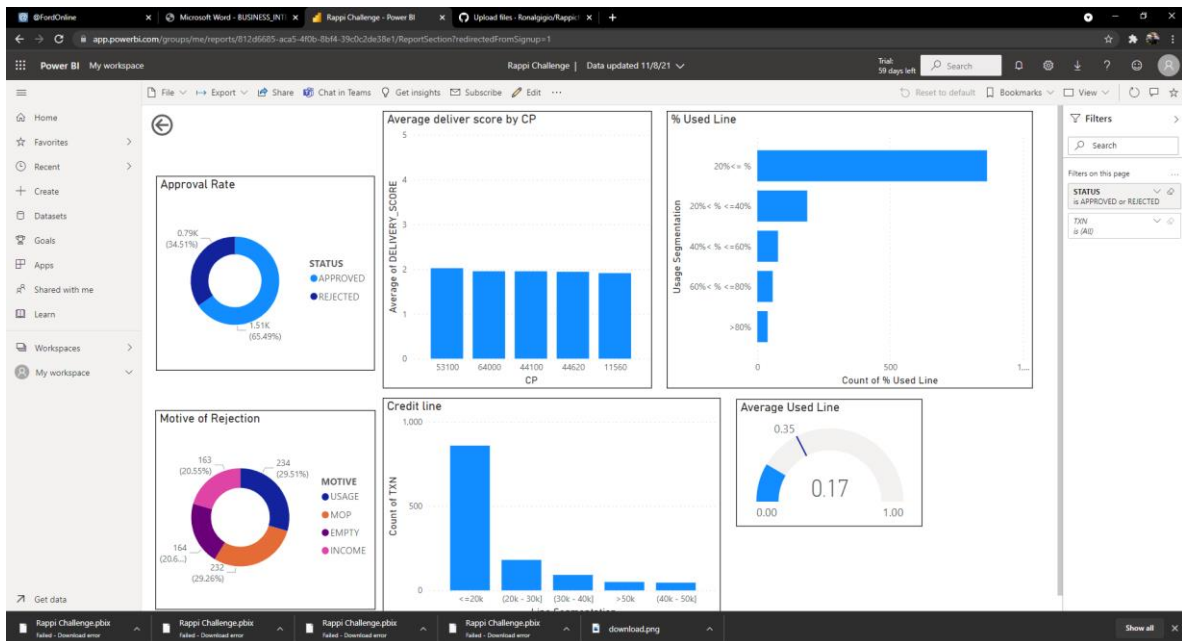 @FordOnline
Microsoft Word - BUSINESS_INTI
Rappi Challenge - Power BI
Upload files · Ronalgigio/Rappic
app.powerbi.com/groups/me/reports/812d6685-aca5-4f0b-8bf4-39c0c2de38e1/ReportSection?redirectedFromSignup=1
Power BI My workspace
Rappi Challenge | Data updated 11/8/21
Trial:
59 days left
Search
File Export Share Chat in Teams Get insights Subscribe Edit ...
Reset to default Bookmarks View
Home
Favorites
Recent
Create
Datasets
Goals
Apps
Shared with me
Learn
Workspaces
My workspace
Get data
Approval Rate
0.79K
(34.51%)
1.51K
(65.49%)
STATUS
APPROVED
REJECTED
Average deliver score by CP
Average of DELIVERY_SCORE
5
4
3
2
1
0
53100 64000 44100 44620 11560
CP
% Used Line
Usage Segmentation
20%<= %
20%< % <=40%
40%< % <=60%
60%< % <=80%
>80%
0 500 1...
Count of % Used Line
Filters
Search
Filters on this page ...
STATUS
is APPROVED or REJECTED
TXN
is (All)
Motive of Rejection
163
(20.55%)
234
(29.51%)
164
(20.6...)
232
(29.26%)
MOTIVE
USAGE
MOP
EMPTY
INCOME
Credit line
Count of TXN
1,000
500
0
<=20k (20k - 30k] (30k - 40k] >50k (40k - 50k]
Line Segmentation
Average Used Line
0.35
0.17
0.00 1.00
Rappi Challenge.pbix
Failed - Download error
Rappi Challenge.pbix
Failed - Download error
Rappi Challenge.pbix
Failed - Download error
Rappi Challenge.pbix
Failed - Download error
download.png
Show all